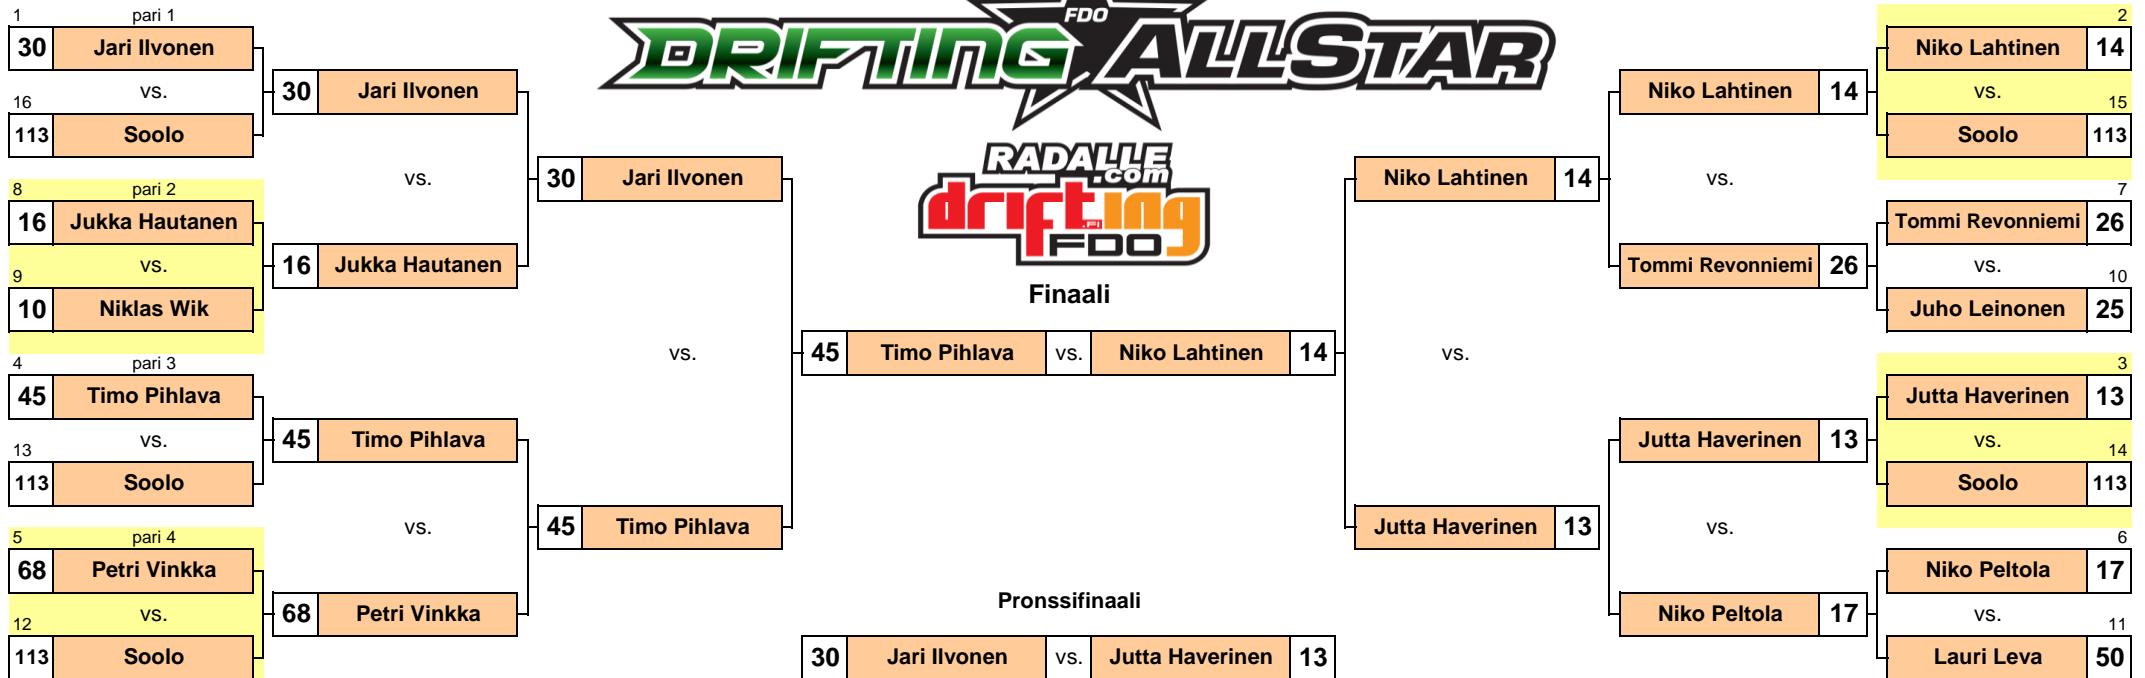 DRIFTING FDO ALLSTAR
RADALLE
.com
drifting
.FI
FDO
1 pari 1
30 Jari Ilvonen
vs.
16
113 Soolo
8 pari 2
16 Jukka Hautanen
vs.
9
10 Niklas Wik
4 pari 3
45 Timo Pihlava
vs.
13
113 Soolo
5 pari 4
68 Petri Vinkka
vs.
12
113 Soolo
30 Jari Ilvonen
vs.
16 Jukka Hautanen
45 Timo Pihlava
vs.
68 Petri Vinkka
30 Jari Ilvonen
vs.
45 Timo Pihlava
Finaali
45 Timo Pihlava vs. Niko Lahtinen 14
Pronssifinaali
30 Jari Ilvonen vs. Jutta Haverinen 13
Niko Lahtinen 14
vs.
Jutta Haverinen 13
Niko Lahtinen 14
vs.
Tommi Revonniemi 26
Jutta Haverinen 13
vs.
Niko Peltola 17
2
Niko Lahtinen 14
vs.
15
Soolo 113
7
Tommi Revonniemi 26
vs.
10
Juho Leinonen 25
3
Jutta Haverinen 13
vs.
14
Soolo 113
6
Niko Peltola 17
vs.
11
Lauri Leva 50